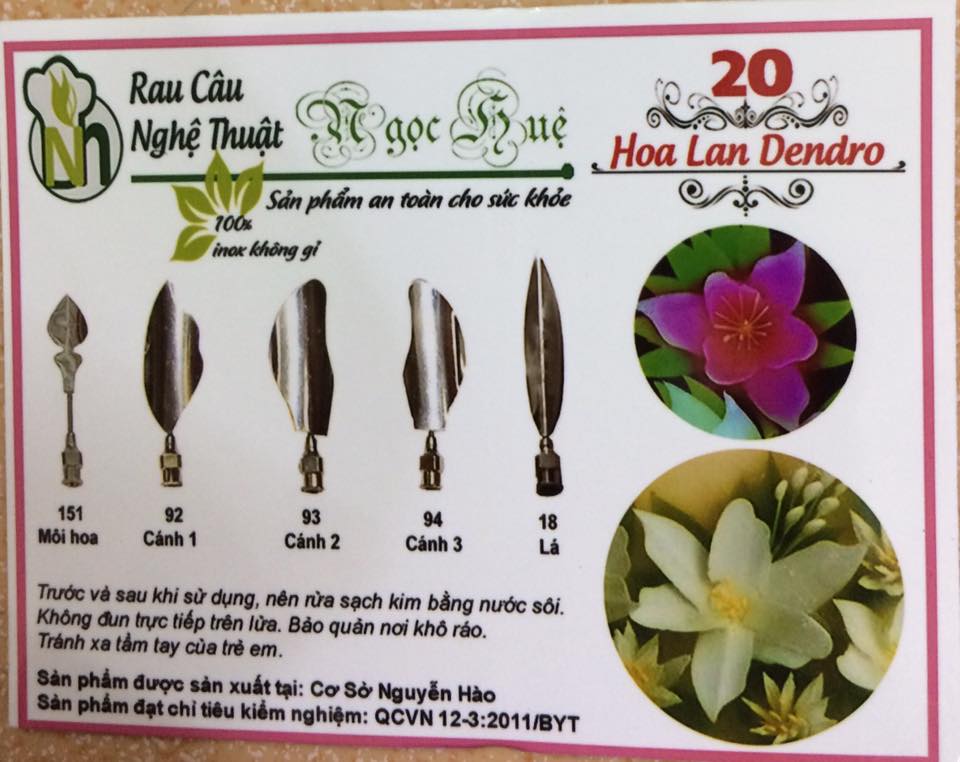 Nh
Rau Câu
Nghệ Thuật
Ngọc Huệ
Sản phẩm an toàn cho sức khỏe
100%
inox không gỉ
20
Hoa Lan Dendro
151
Môi hoa
92
Cánh 1
93
Cánh 2
94
Cánh 3
18
Lá
Trước và sau khi sử dụng, nên rửa sạch kim bằng nước sôi.
Không đun trực tiếp trên lửa. Bảo quản nơi khô ráo.
Tránh xa tầm tay của trẻ em.
Sản phẩm được sản xuất tại: Cơ Sở Nguyễn Hào
Sản phẩm đạt chỉ tiêu kiểm nghiệm: QCVN 12-3:2011/BYT